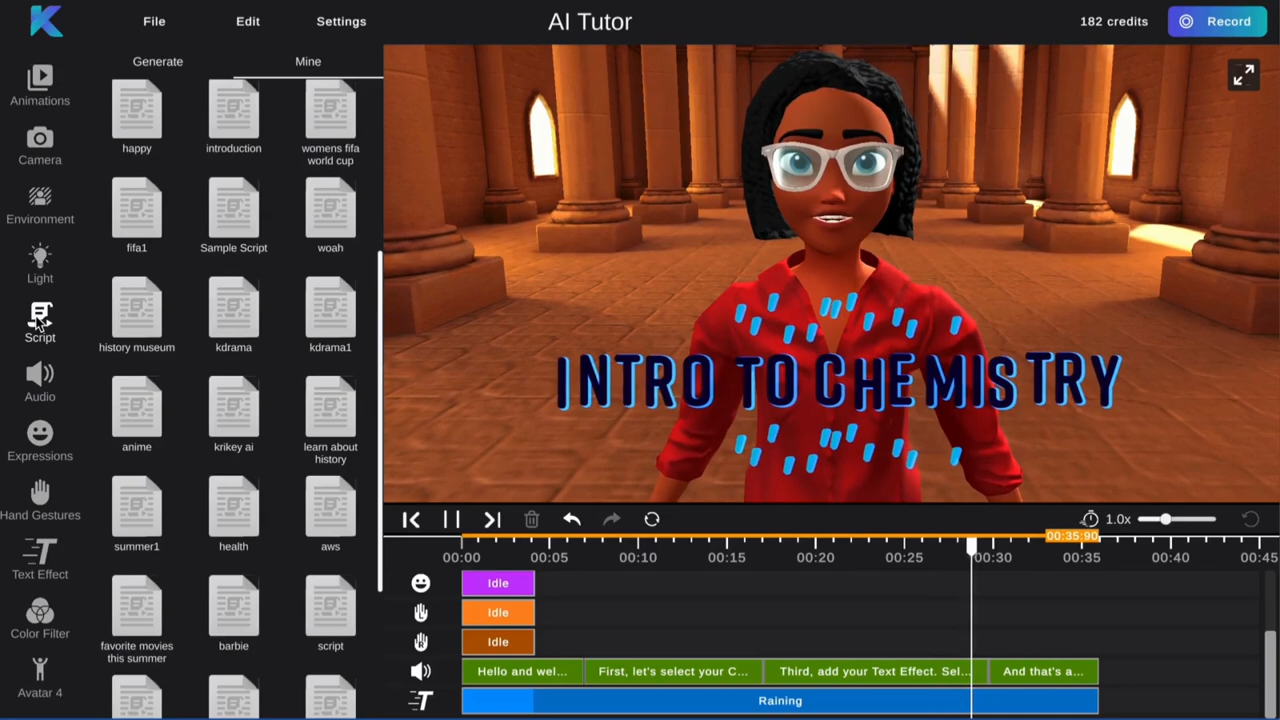 File Edit Settings AI Tutor 182 credits Record
Generate Mine
Animations
Camera
Environment
Light
Script
Audio
Expressions
Hand Gestures
Text Effect
Color Filter
Avatar 4
happy introduction womens fifa
world cup
fifa1 Sample Script woah
history museum kdrama kdrama1
anime krikey ai learn about
history
summer1 health aws
favorite movies
this summer
barbie script
INTRO TO CHEMISTRY
1.0x
00:35:90
00:00 00:05 00:10 00:15 00:20 00:25 00:30 00:35 00:40 00:45
Idle
Idle
Idle
Hello and wel... First, let's select your C... Third, add your Text Effect. Sel... And that's a...
Raining